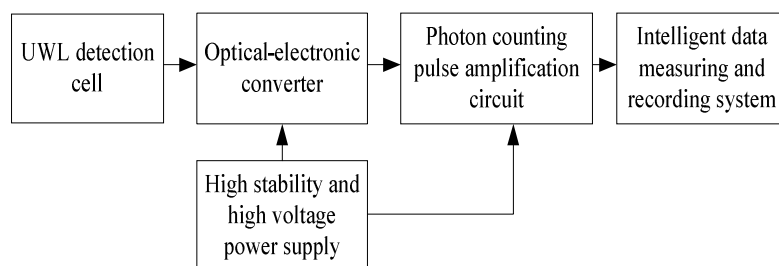 UWL detection
cell
Optical-electronic
converter
Photon counting
pulse amplification
circuit
Intelligent data
measuring and
recording system
High stability and
high voltage
power supply